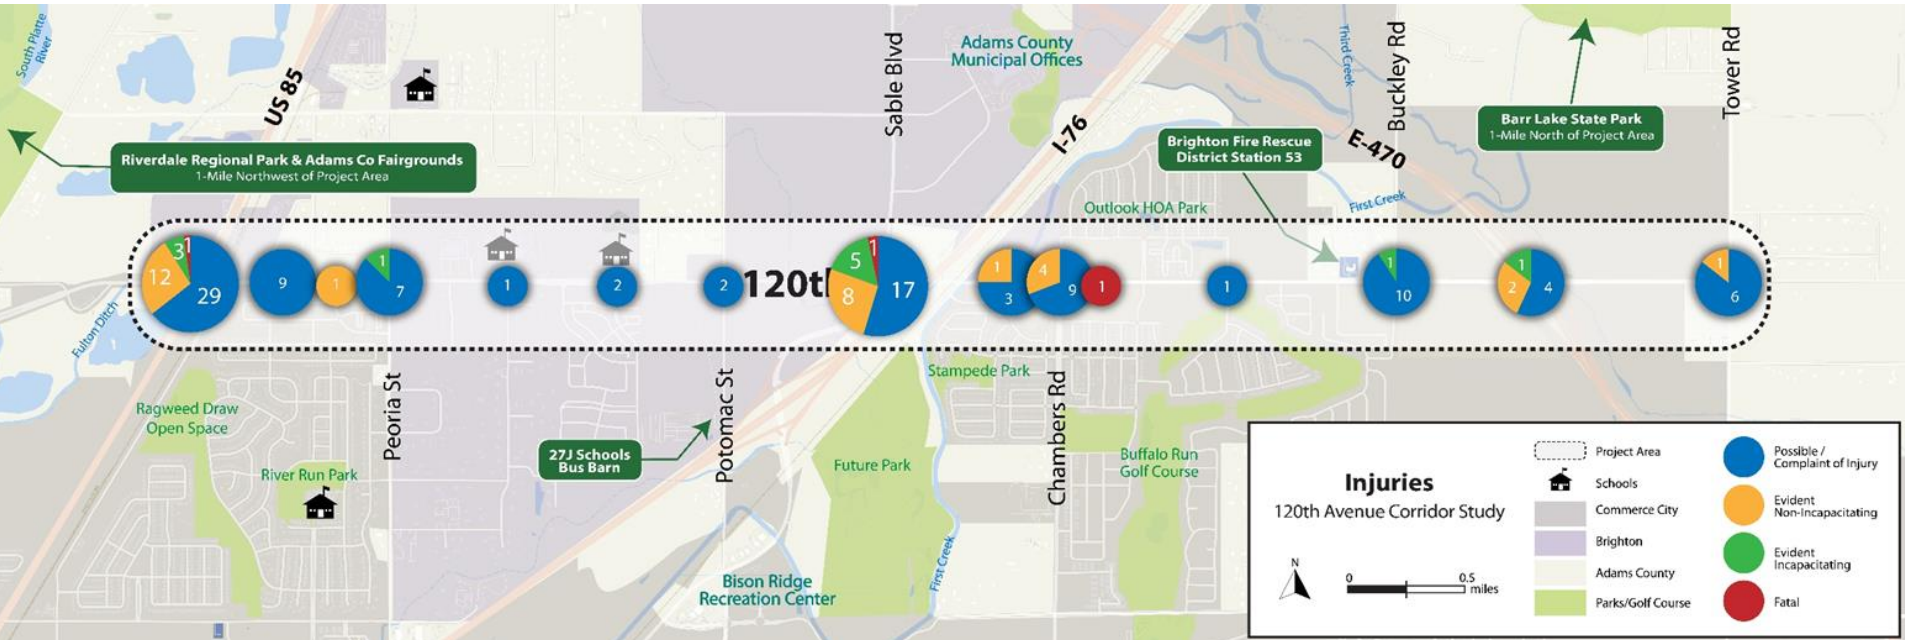 South Platte
River
US 85
Sable Blvd
Adams County
Municipal Offices
I-76
Third Creek
Buckley Rd
Tower Rd
Barr Lake State Park
1-Mile North of Project Area
Brighton Fire Rescue
District Station 53
E-470
Riverdale Regional Park & Adams Co Fairgrounds
1-Mile Northwest of Project Area
First Creek
Outlook HOA Park
3
1
12
29
9
1
1
7
1
2
2
120th
5
1
8
17
1
3
4
9
1
1
1
10
1
2
4
1
6
Fulton Ditch
Ragweed Draw
Open Space
River Run Park
Peoria St
27J Schools
Bus Barn
Potomac St
Stampede Park
Future Park
Chambers Rd
Buffalo Run
Golf Course
First Creek
Bison Ridge
Recreation Center
Injuries
120th Avenue Corridor Study
N
0
0.5
miles
Project Area
Schools
Commerce City
Brighton
Adams County
Parks/Golf Course
Possible /
Complaint of Injury
Evident
Non-Incapacitating
Evident
Incapacitating
Fatal